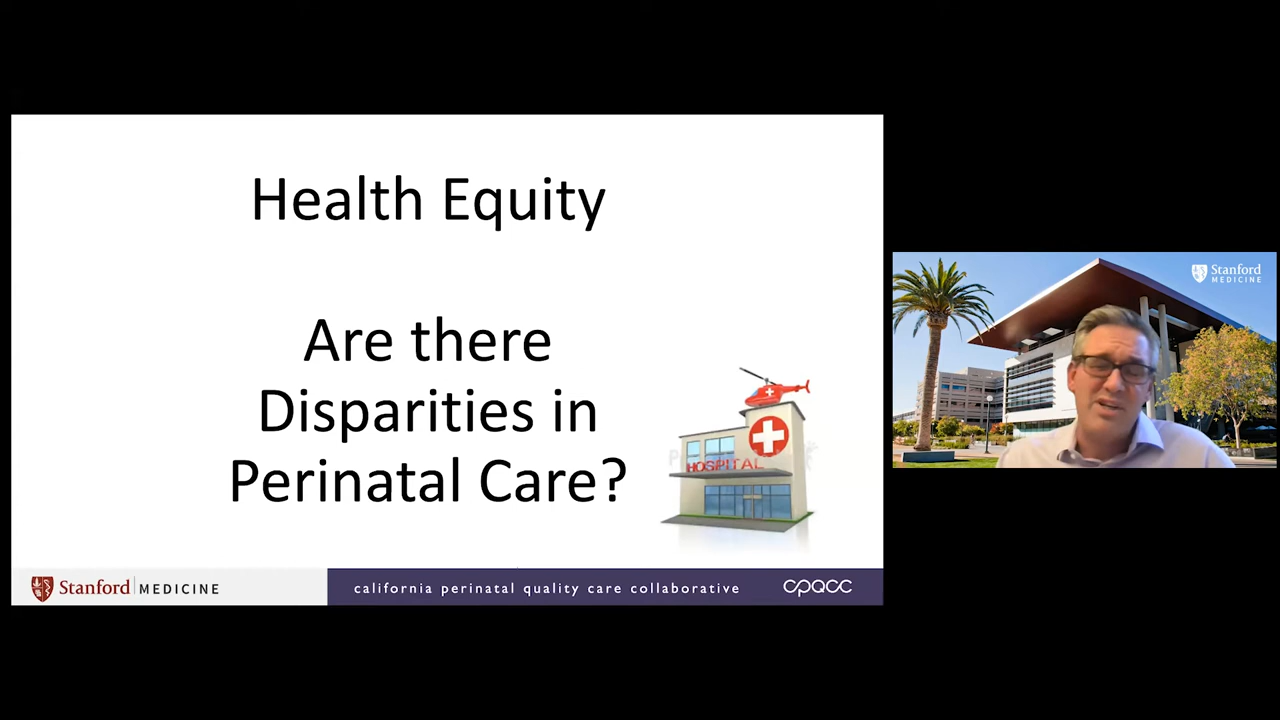 Health Equity
Are there
Disparities in
Perinatal Care?
HOSPITAL
Stanford MEDICINE
california perinatal quality care collaborative
cpqcc
Stanford
MEDICINE